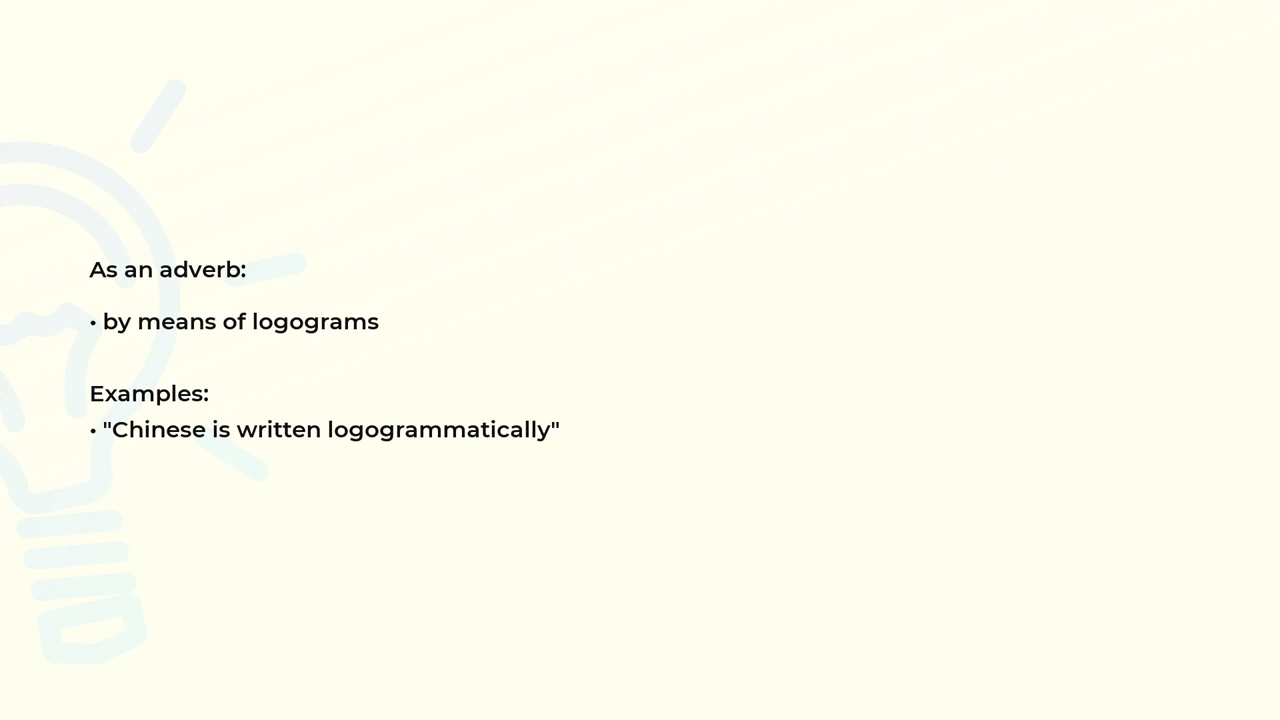 As an adverb:
• by means of logograms
Examples:
• "Chinese is written logogrammatically"